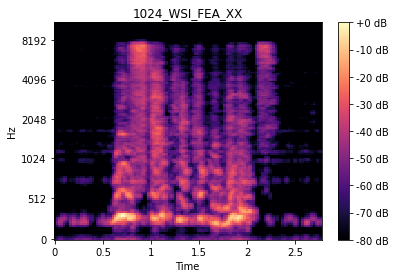 1024_WSI_FEA_XX
+0 dB
8192
-10 dB
4096
-20 dB
-30 dB
2048
Hz
-40 dB
1024
-50 dB
512
-60 dB
-70 dB
0
-80 dB
0 0.5 1 1.5 2 2.5
Time